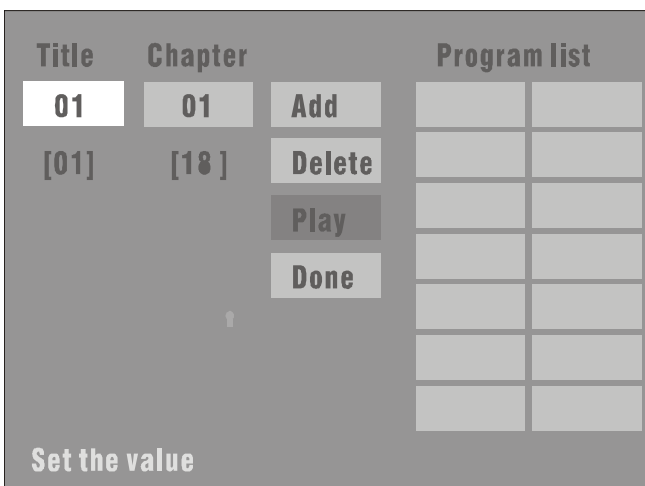 Title Chapter Program list
01 01 Add
[01] [18 ] Delete
Play
Done
Set the value